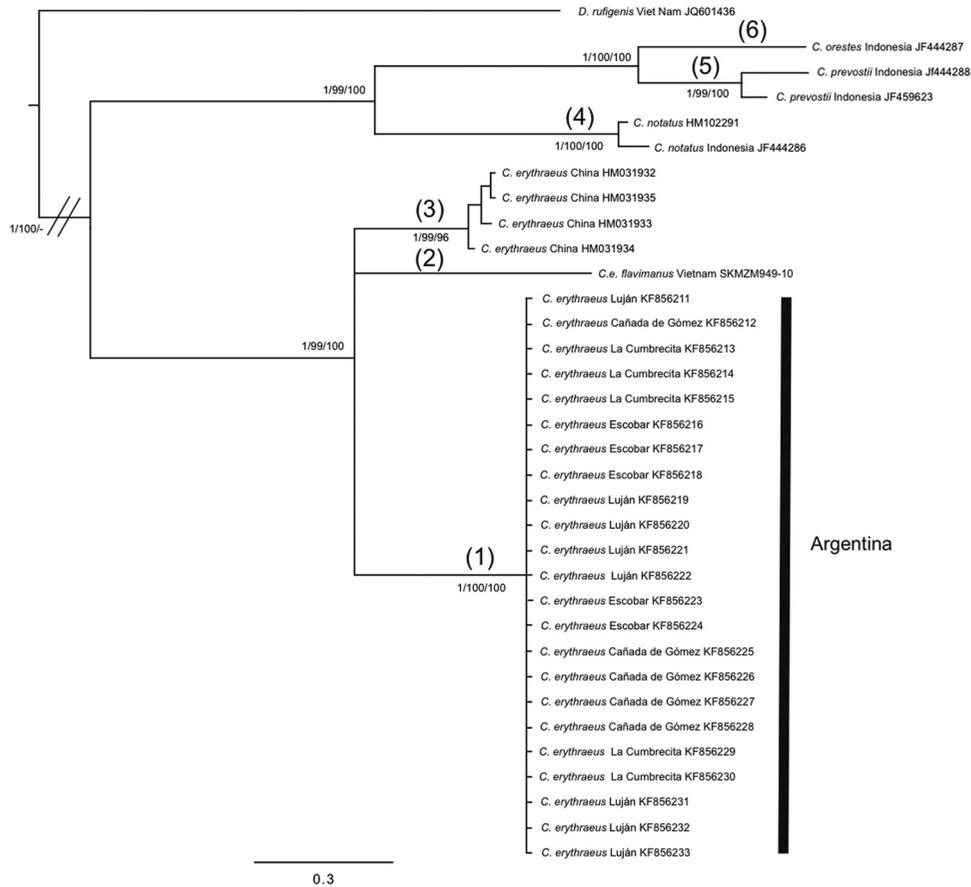 D. rufigenis Viet Nam JQ601436
(6)
C. orestes Indonesia JF444287
1/100/100
(5)
C. prevostii Indonesia Jf444288
1/99/100
1/99/100
C. prevostii Indonesia JF459623
(4)
C. notatus HM102291
1/100/100
C. notatus Indonesia JF444286
C. erythraeus China HM031932
C. erythraeus China HM031935
(3)
C. erythraeus China HM031933
1/100/-
1/99/96
C. erythraeus China HM031934
(2)
C.e. flavimanus Vietnam SKMZM949-10
C. erythraeus Luján KF856211
C. erythraeus Cañada de Gómez KF856212
1/99/100
C. erythraeus La Cumbrecita KF856213
C. erythraeus La Cumbrecita KF856214
C. erythraeus La Cumbrecita KF856215
C. erythraeus Escobar KF856216
C. erythraeus Escobar KF856217
C. erythraeus Escobar KF856218
C. erythraeus Luján KF856219
C. erythraeus Luján KF856220
C. erythraeus Luján KF856221
Argentina
(1)
C. erythraeus Luján KF856222
1/100/100
C. erythraeus Escobar KF856223
C. erythraeus Escobar KF856224
C. erythraeus Cañada de Gómez KF856225
C. erythraeus Cañada de Gómez KF856226
C. erythraeus Cañada de Gómez KF856227
C. erythraeus Cañada de Gómez KF856228
C. erythraeus La Cumbrecita KF856229
C. erythraeus La Cumbrecita KF856230
C. erythraeus Luján KF856231
C. erythraeus Luján KF856232
C. erythraeus Luján KF856233
0.3